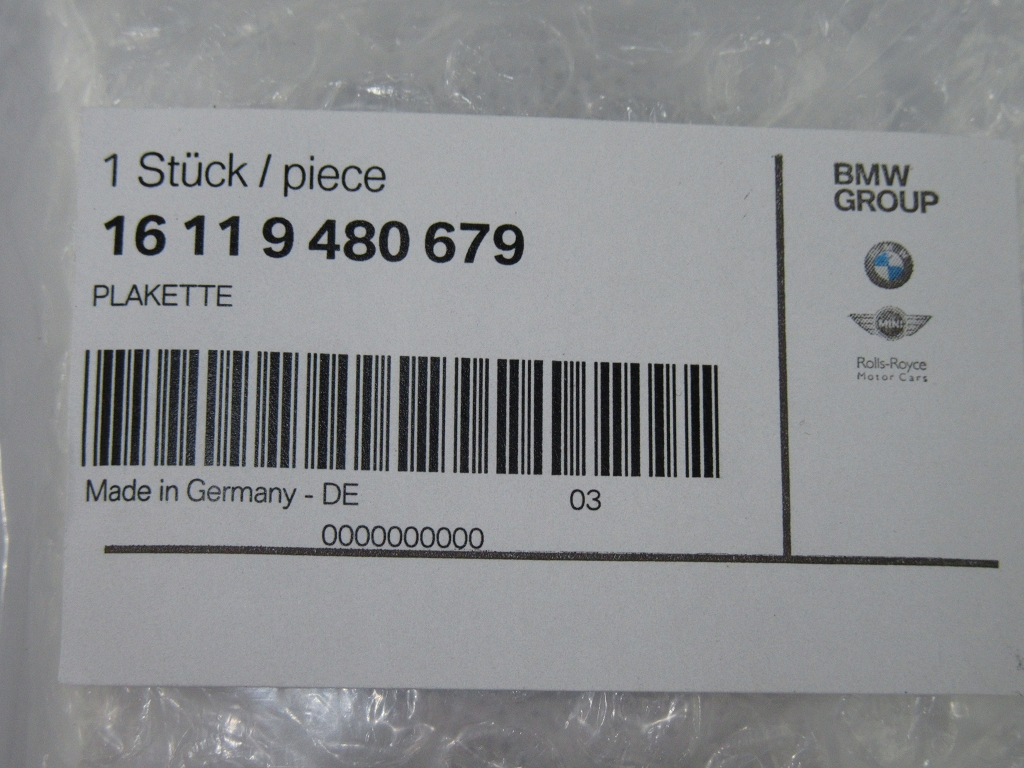 1 Stück / piece
16 11 9 480 679
PLAKETTE
Made in Germany - DE 03
0000000000
BMW
GROUP
BMW
MINI
Rolls-Royce
Motor Cars